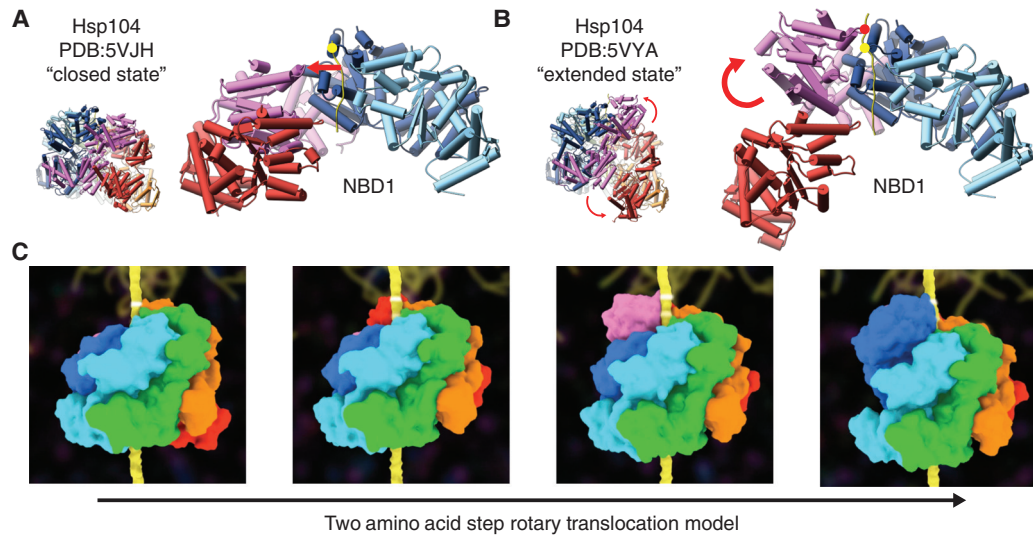 A
Hsp104
PDB:5VJH
“closed state”
NBD1
B
Hsp104
PDB:5VYA
“extended state”
NBD1
C
Two amino acid step rotary translocation model